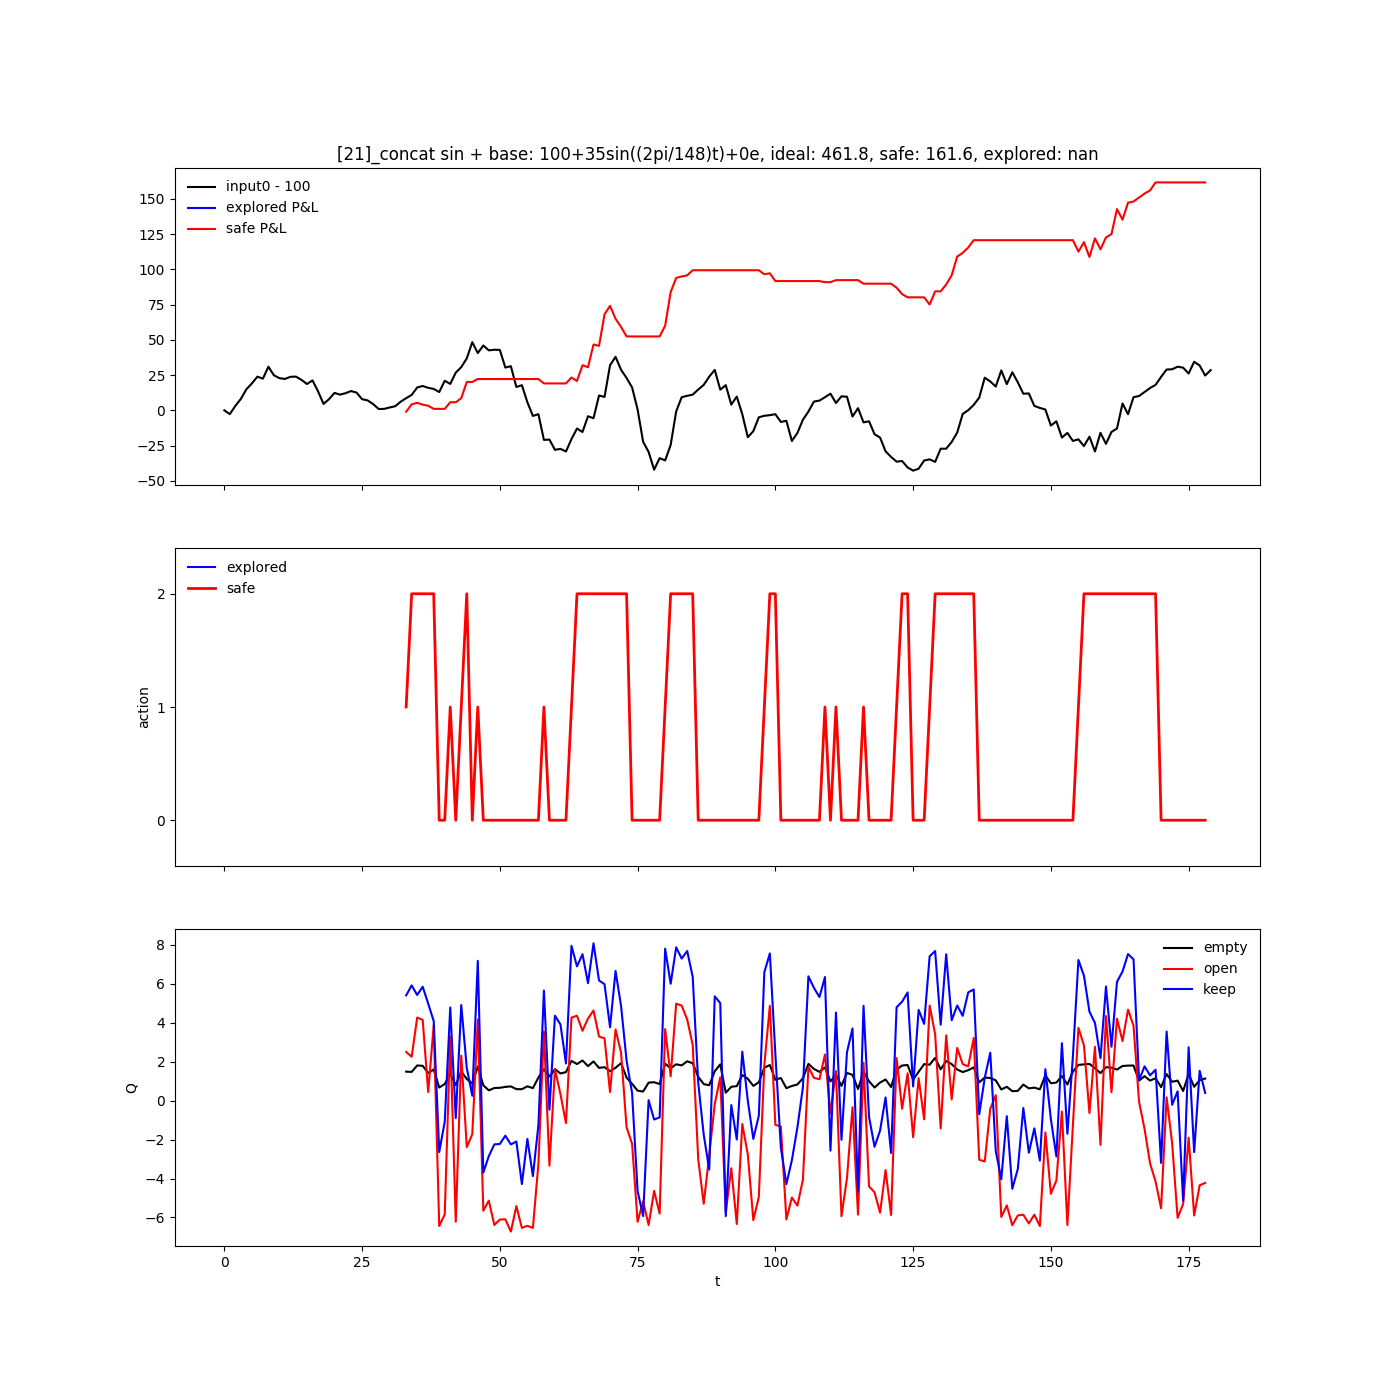 [21]_concat sin + base: 100+35sin((2pi/148)t)+0e, ideal: 461.8, safe: 161.6, explored: nan
input0 - 100
explored P&L
safe P&L
150
125
100
75
50
25
0
−25
−50
explored
safe
2
1
0
action
empty
open
keep
8
6
4
2
0
−2
−4
−6
Q
0 25 50 75 100 125 150 175
t